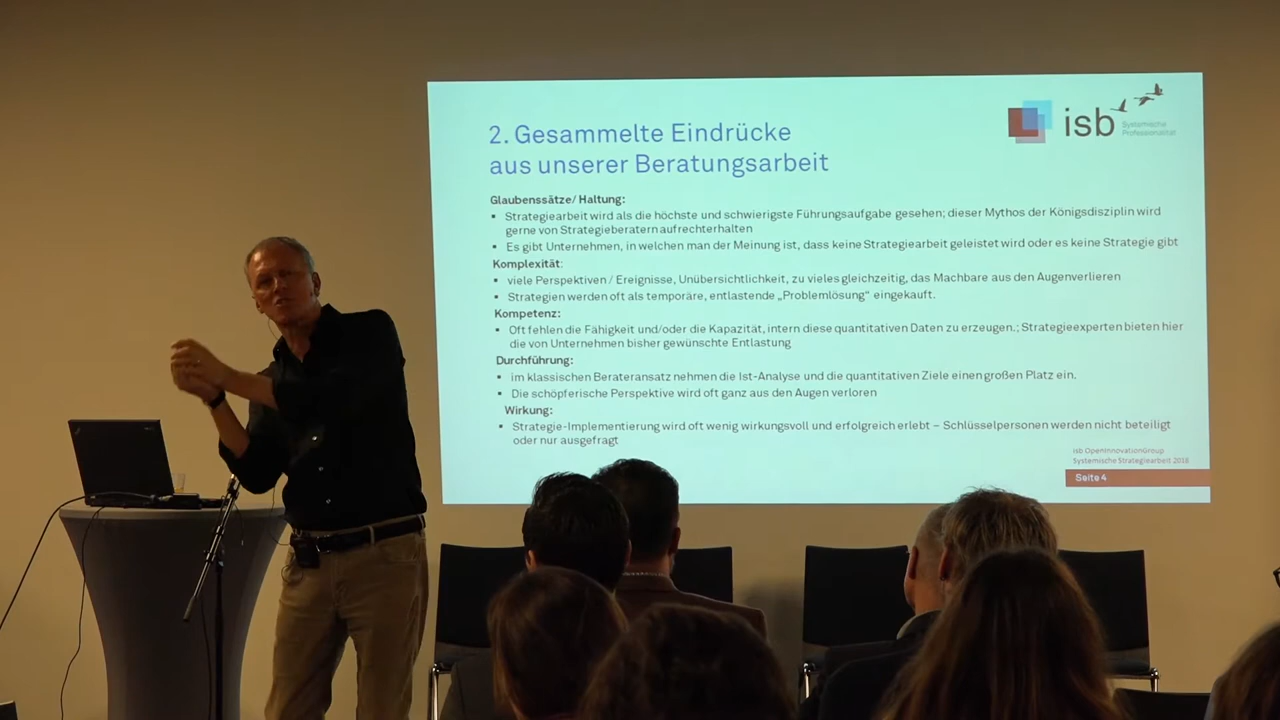 2. Gesammelte Eindrücke
aus unserer Beratungsarbeit
isb
Systemische
Professionalität
Glaubenssätze/ Haltung:
▪ Strategiearbeit wird als die höchste und schwierigste Führungsaufgabe gesehen; dieser Mythos der Königsdisziplin wird
gerne von Strategieberatern aufrechterhalten
▪ Es gibt Unternehmen, in welchen man der Meinung ist, dass keine Strategiearbeit geleistet wird oder es keine Strategie gibt
Komplexität:
▪ viele Perspektiven / Ereignisse, Unübersichtlichkeit, zu vieles gleichzeitig, das Machbare aus den Augenverlieren
▪ Strategien werden oft als temporäre, entlastende „Problemlösung" eingekauft.
Kompetenz:
▪ Oft fehlen die Fähigkeit und/oder die Kapazität, intern diese quantitativen Daten zu erzeugen.; Strategieexperten bieten hier
die von Unternehmen bisher gewünschte Entlastung
Durchführung:
▪ im klassischen Berateransatz nehmen die Ist-Analyse und die quantitativen Ziele einen großen Platz ein.
▪ Die schöpferische Perspektive wird oft ganz aus den Augen verloren
Wirkung:
▪ Strategie-Implementierung wird oft wenig wirkungsvoll und erfolgreich erlebt – Schlüsselpersonen werden nicht beteiligt
oder nur ausgefragt
isb OpenInnovationGroup
Systemische Strategiearbeit 2018
Seite 4